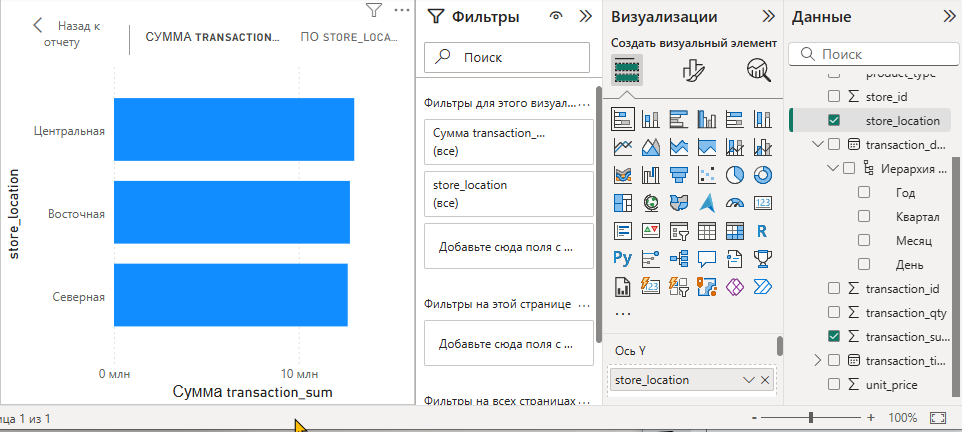 Назад к
отчету
СУММА TRANSACTION...
ПО STORE_LOCA...
Центральная
Восточная
Северная
store_location
0 млн
10 млн
Сумма transaction_sum
Фильтры
Поиск
Фильтры для этого визуал...
Сумма transaction_...
(все)
store_location
(все)
Добавьте сюда поля с ...
Фильтры на этой странице
Добавьте сюда поля с ...
Фильтры на всех страницах
Визуализации
Создать визуальный элемент
123
R
Py
123
...
Ось Y
store_location
Данные
Поиск
product_type
store_id
store_location
transaction_d...
Иерархия ...
Год
Квартал
Месяц
День
transaction_id
transaction_qty
transaction_su...
transaction_ti...
unit_price
ица 1 из 1
- + 100%